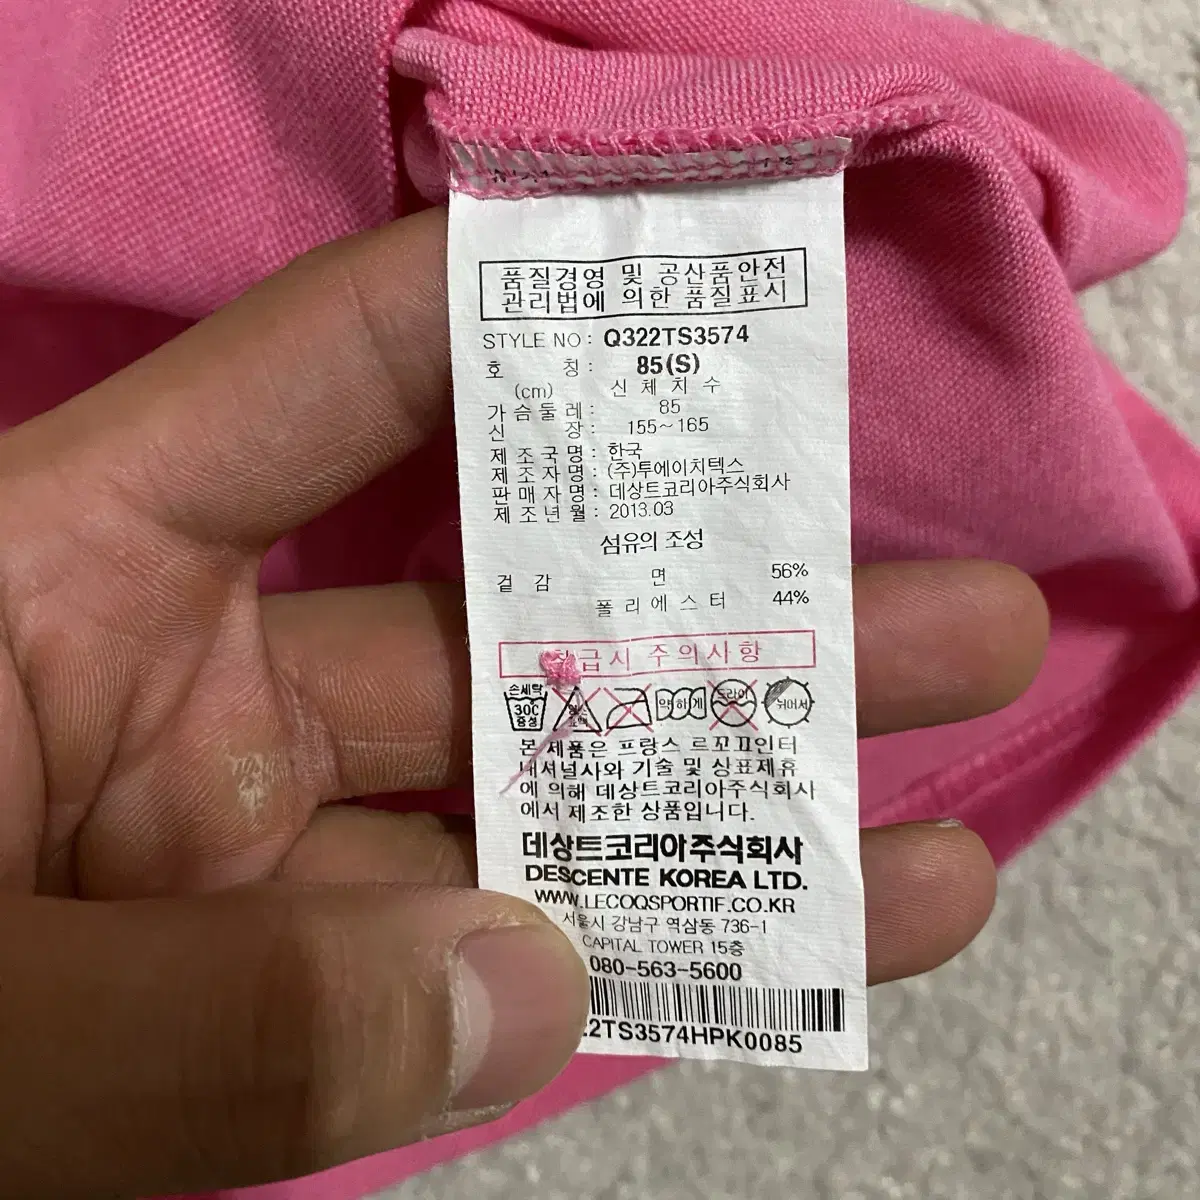 품질경영 및 공산품안전
관리법에 의한 품질표시
STYLE NO: Q322TS3574
호 칭: 85(S)
(cm) 신 체 치 수
가 슴 둘 레: 85
신 장: 155~165
제 조 국 명: 한국
제 조 자 명: (주)투에이치텍스
판 매 자 명: 데상트코리아주식회사
제 조 년 월: 2013.03
섬유의 조성
겉 감 면 56%
폴 리 에 스 터 44%
급시 주의사항
손세탁 30C 중성
약하게
드라이
본 제품은 프랑스 르꼬끄인터
내셔널사와 기술 및 상표제휴
에 의해 데상트코리아주식회사
에서 제조한 상품입니다.
데상트코리아주식회사
DESCENTE KOREA LTD.
WWW.LECOQSPORTIF.CO.KR
서울시 강남구 역삼동 736-1
CAPITAL TOWER 15층
080-563-5600
2TS3574HPK0085